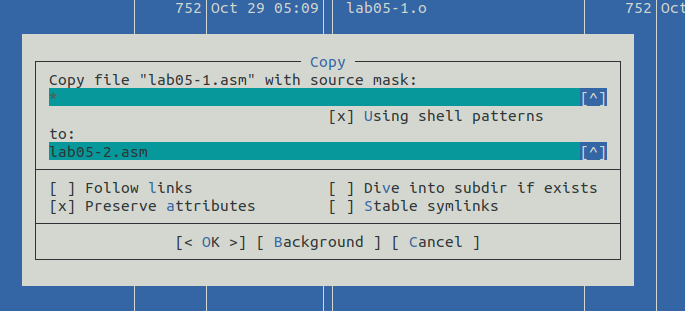 752 Oct 29 05:09 lab05-1.o 752 Oct
Copy
Copy file "lab05-1.asm" with source mask:
* [^]
[x] Using shell patterns
to:
lab05-2.asm [^]
[ ] Follow links [ ] Dive into subdir if exists
[x] Preserve attributes [ ] Stable symlinks
[< OK >] [ Background ] [ Cancel ]